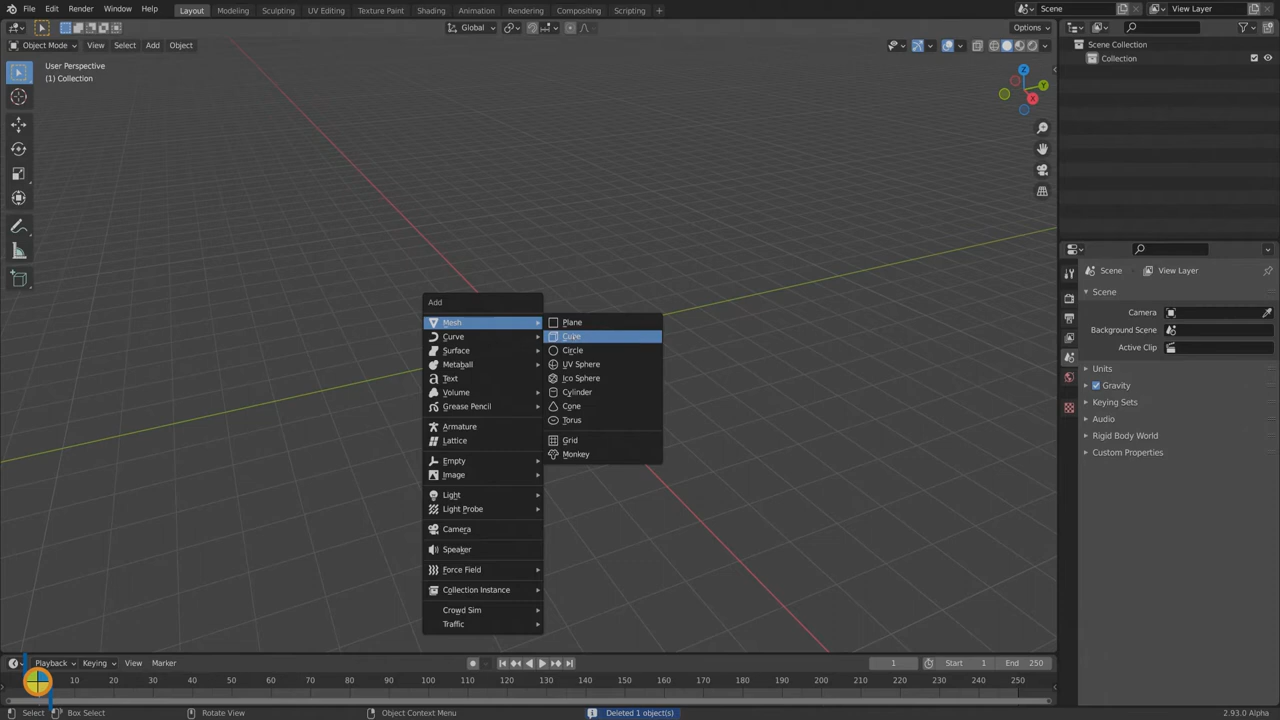 File Edit Render Window Help Layout Modeling Sculpting UV Editing Texture Paint Shading Animation Rendering Compositing Scripting + Scene View Layer
Global Options
Object Mode View Select Add Object
User Perspective
(1) Collection
Z
Y
X
Scene Collection
Collection
Add
Mesh
Curve
Surface
Metaball
Text
Volume
Grease Pencil
Armature
Lattice
Empty
Image
Light
Light Probe
Camera
Speaker
Force Field
Collection Instance
Crowd Sim
Traffic
Plane
Cube
Circle
UV Sphere
Ico Sphere
Cylinder
Cone
Torus
Grid
Monkey
Scene View Layer
Scene
Camera
Background Scene
Active Clip
Units
Gravity
Keying Sets
Audio
Rigid Body World
Custom Properties
Playback Keying View Marker 1 Start 1 End 250
10 20 30 40 50 60 70 80 90 100 110 120 130 140 150 160 170 180 190 200 210 220 230 240 250
Select Box Select Rotate View Object Context Menu Deleted 1 object(s) 2.93.0 Alpha